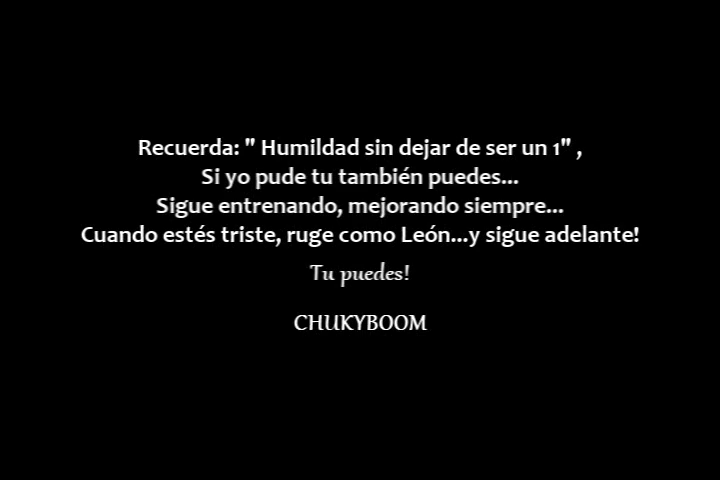 Recuerda: " Humildad sin dejar de ser un 1" ,
Si yo pude tu también puedes...
Sigue entrenando, mejorando siempre...
Cuando estés triste, ruge como León...y sigue adelante!
Tu puedes!
CHUKYBOOM